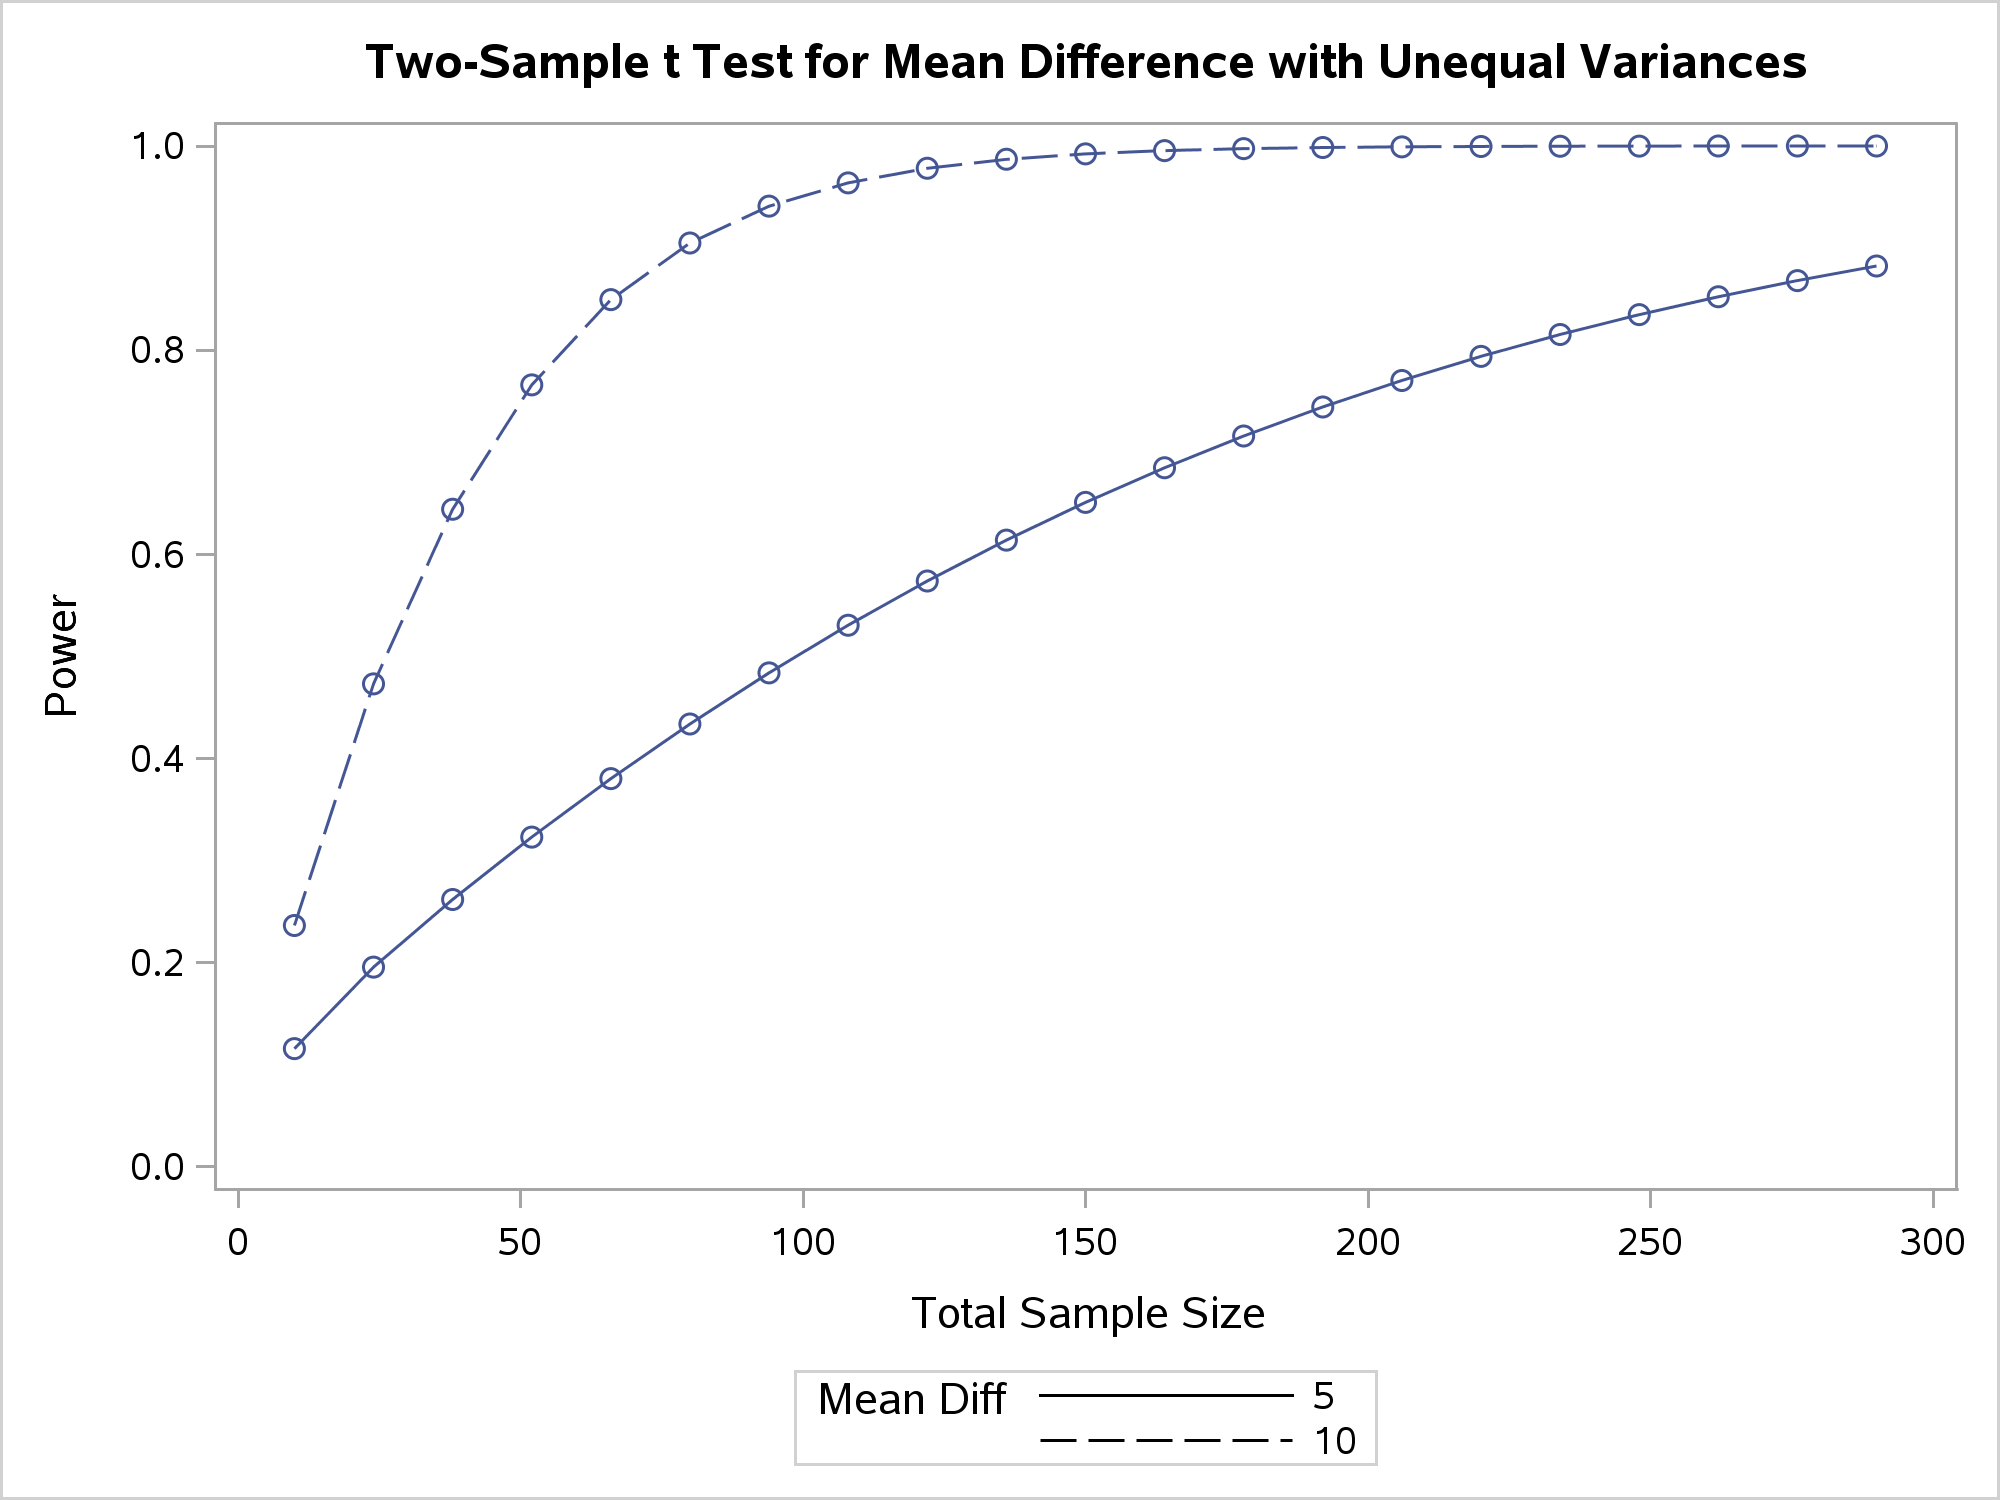 Two-Sample t Test for Mean Difference with Unequal Variances
1.0
0.8
0.6
0.4
0.2
0.0
Power
0 50 100 150 200 250 300
Total Sample Size
Mean Diff 5
10